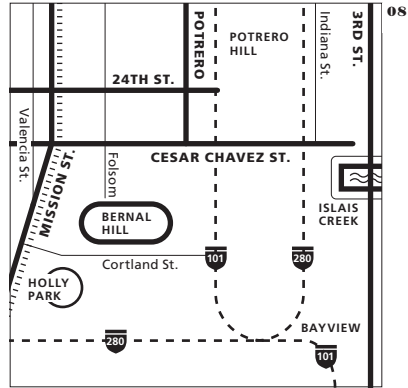 08
POTRERO
POTRERO
HILL
Indiana St.
3RD ST.
24TH ST.
Valencia St.
MISSION ST.
Folsom
CESAR CHAVEZ ST.
ISLAIS
CREEK
BERNAL
HILL
Cortland St.
101
280
HOLLY
PARK
BAYVIEW
280
101